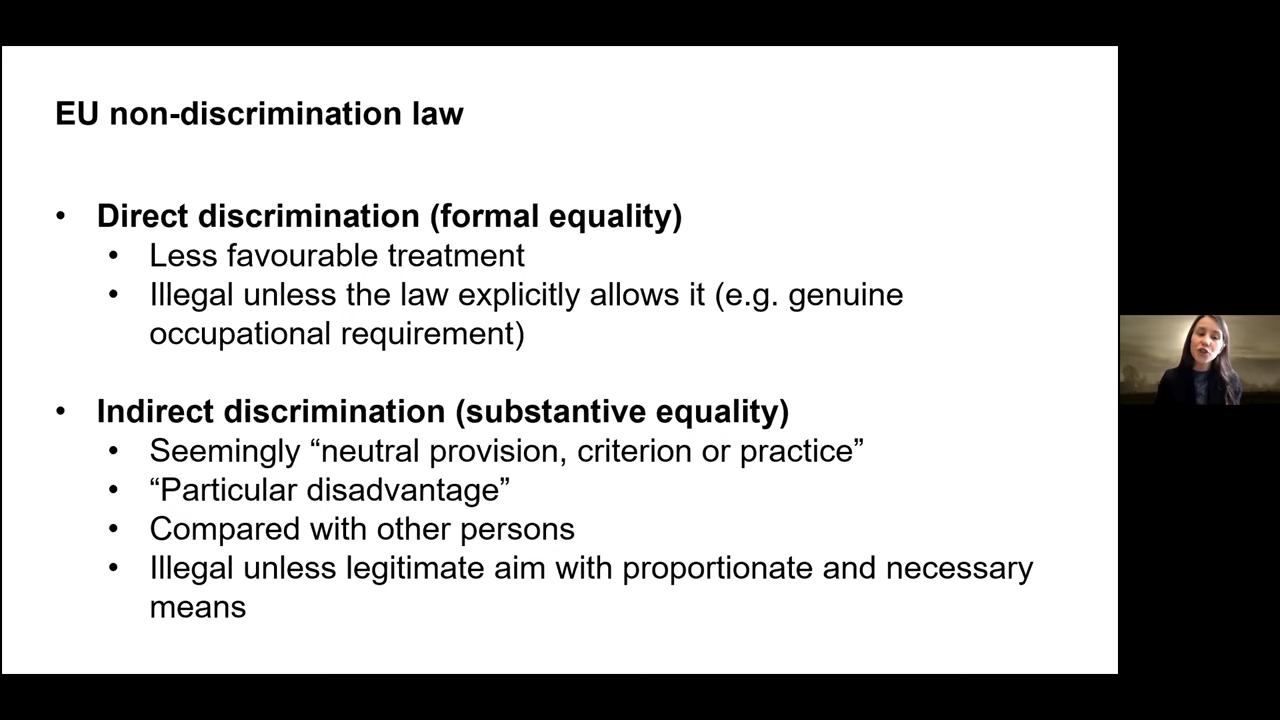 EU non-discrimination law
• Direct discrimination (formal equality)
• Less favourable treatment
• Illegal unless the law explicitly allows it (e.g. genuine
occupational requirement)
• Indirect discrimination (substantive equality)
• Seemingly “neutral provision, criterion or practice”
• “Particular disadvantage”
• Compared with other persons
• Illegal unless legitimate aim with proportionate and necessary
means